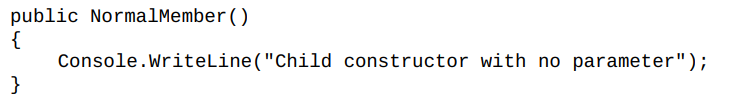 public NormalMember()
{
    Console.WriteLine("Child constructor with no parameter");
}